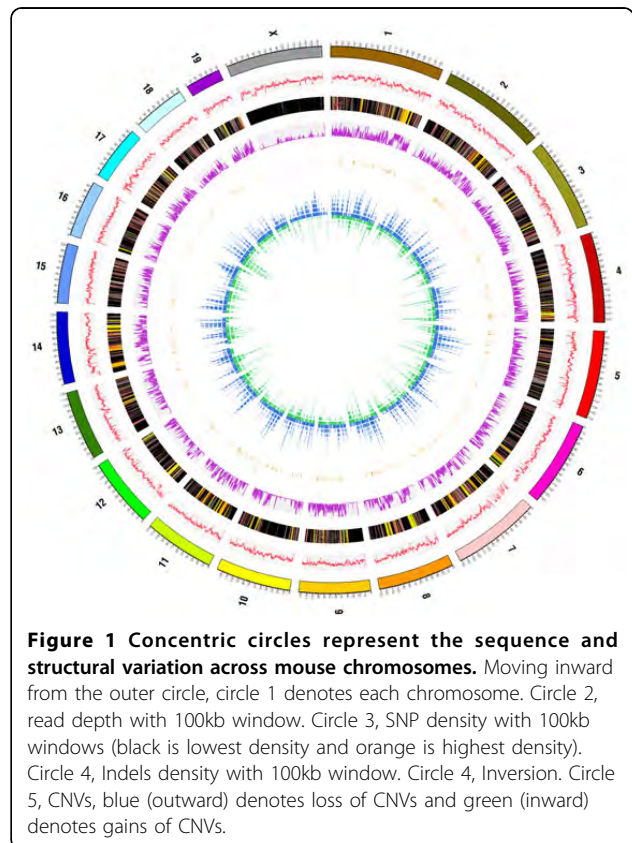 1
2
3
4
5
6
7
8
9
10
11
12
13
14
15
16
17
18
19
X
Figure 1 Concentric circles represent the sequence and
structural variation across mouse chromosomes. Moving inward
from the outer circle, circle 1 denotes each chromosome. Circle 2,
read depth with 100kb window. Circle 3, SNP density with 100kb
windows (black is lowest density and orange is highest density).
Circle 4, Indels density with 100kb window. Circle 4, Inversion. Circle
5, CNVs, blue (outward) denotes loss of CNVs and green (inward)
denotes gains of CNVs.